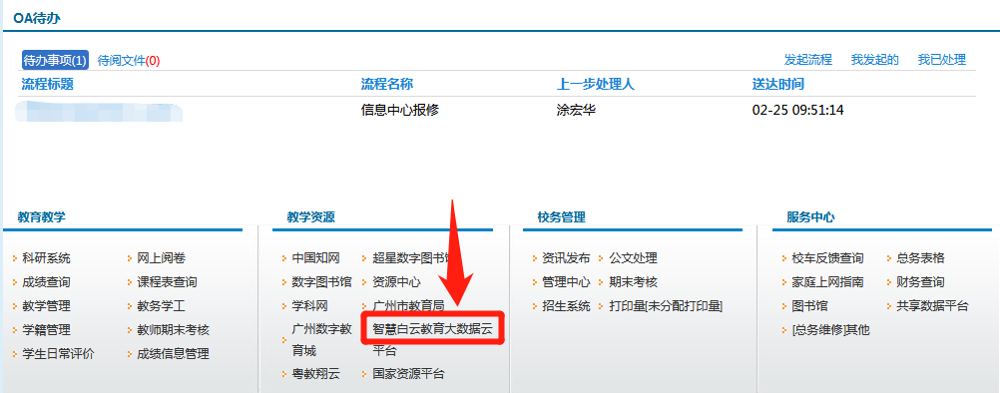 OA待办
待办事项(1) 待阅文件(0) 发起流程 我发起的 我已处理
流程标题 流程名称 上一步处理人 送达时间
信息中心报修 涂宏华 02-25 09:51:14
教育教学 教学资源 校务管理 服务中心
科研系统 网上阅卷 中国知网 超星数字图书 资讯发布 公文处理 校车反馈查询 总务表格
成绩查询 课程表查询 数字图书馆 资源中心 管理中心 期末考核 家庭上网指南 财务查询
教学管理 教务学工 学科网 广州市教育局 招生系统 打印量[未分配打印量] 图书馆 共享数据平台
学籍管理 教师期末考核 广州数字教 智慧白云教育大数据云 [总务维修]其他
育城 平台
学生日常评价 成绩信息管理 粤教翔云 国家资源平台